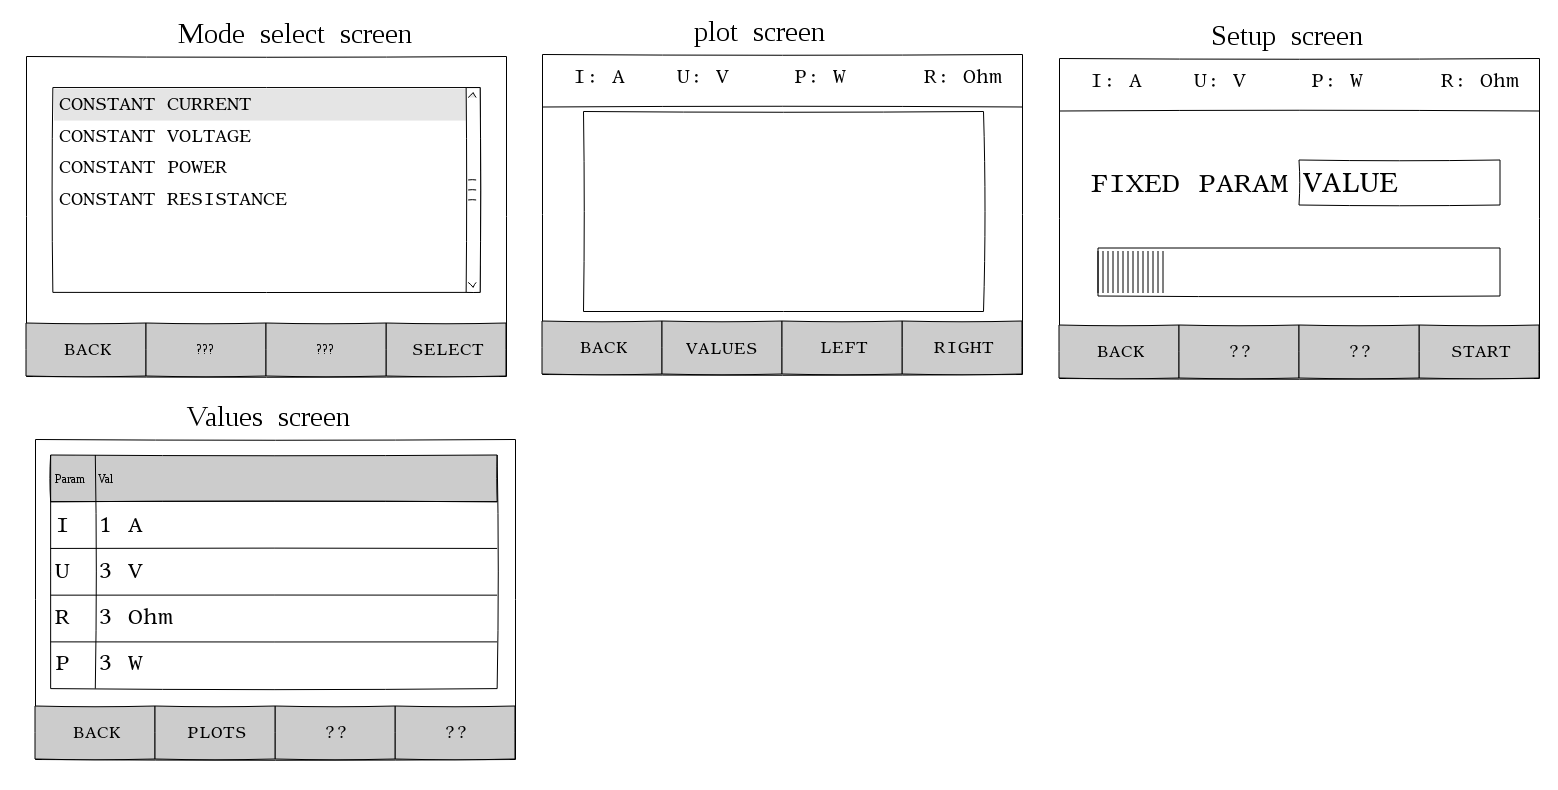 Mode select screen
CONSTANT CURRENT
CONSTANT VOLTAGE
CONSTANT POWER
CONSTANT RESISTANCE
BACK ??? ??? SELECT
plot screen
I: A U: V P: W R: Ohm
BACK VALUES LEFT RIGHT
Setup screen
I: A U: V P: W R: Ohm
FIXED PARAM VALUE
BACK ?? ?? START
Values screen
Param Val
I 1 A
U 3 V
R 3 Ohm
P 3 W
BACK PLOTS ?? ??